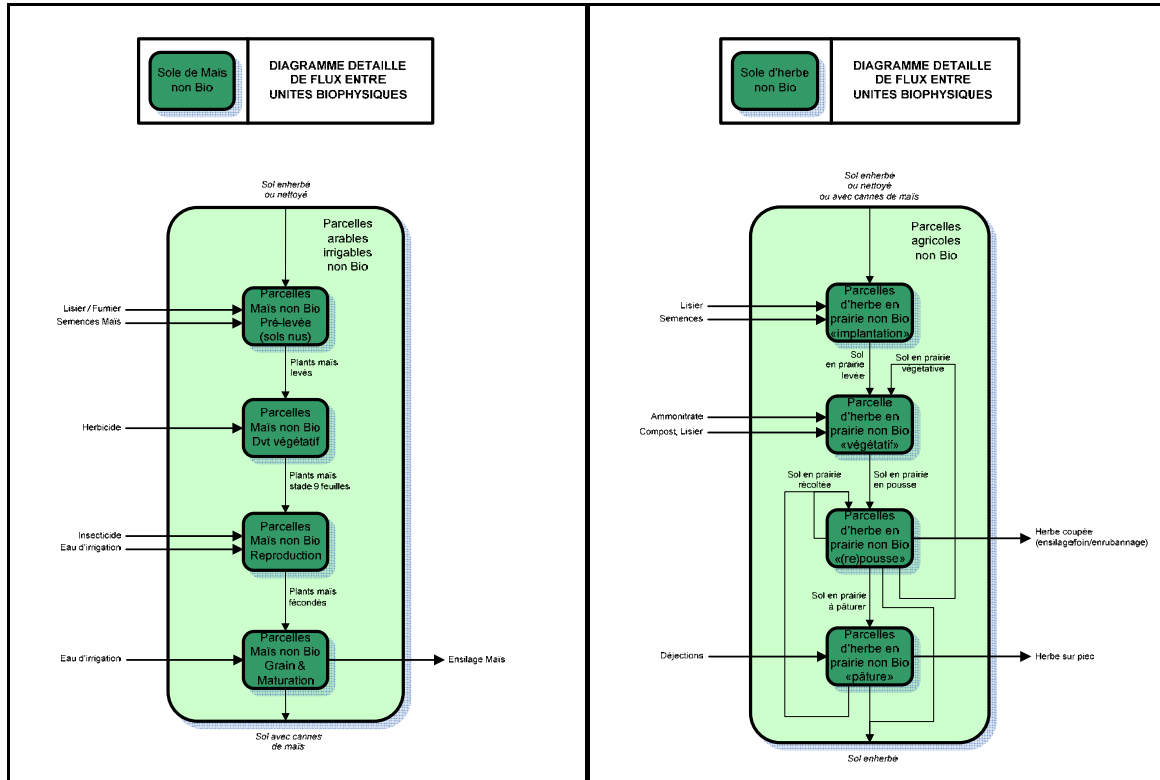 Sole de Maïs
non Bio
DIAGRAMME DETAILLE
DE FLUX ENTRE
UNITES BIOPHYSIQUES
Sol enherbé
ou nettoyé
Parcelles
arables
irrigables
non Bio
Lisier / Fumier
Semences Maïs
Parcelles
Maïs non Bio
Pré-levée
(sols nus)
Plants maïs
levés
Herbicide
Parcelles
Maïs non Bio
Dvt végétatif
Plants maïs
stade 9 feuilles
Insecticide
Eau d'irrigation
Parcelles
Maïs non Bio
Reproduction
Plants maïs
fécondés
Eau d'irrigation
Parcelles
Maïs non Bio
Grain &
Maturation
Ensilage Maïs
Sol avec cannes
de maïs
Sole d'herbe
non Bio
DIAGRAMME DETAILLE
DE FLUX ENTRE
UNITES BIOPHYSIQUES
Sol enherbé
ou nettoyé
ou avec cannes de maïs
Parcelles
agricoles
non Bio
Lisier
Semences
Parcelles
d'herbe en
prairie non Bio
«implantation»
Sol
en prairie
levée
Sol en prairie
végétative
Ammonitrate
Compost, Lisier
Parcelle
d'herbe en
prairie non Bio
«végétatif»
Sol en prairie
récoltée
Sol en prairie
en pousse
Parcelles
d'herbe en
prairie non Bio
«(re)pousse»
Herbe coupée
(ensilagefoin/enrubannage)
Sol en prairie
à pâturer
Déjections
Parcelles
d'herbe en
prairie non Bio
«pâture»
Herbe sur pied
Sol enherbé